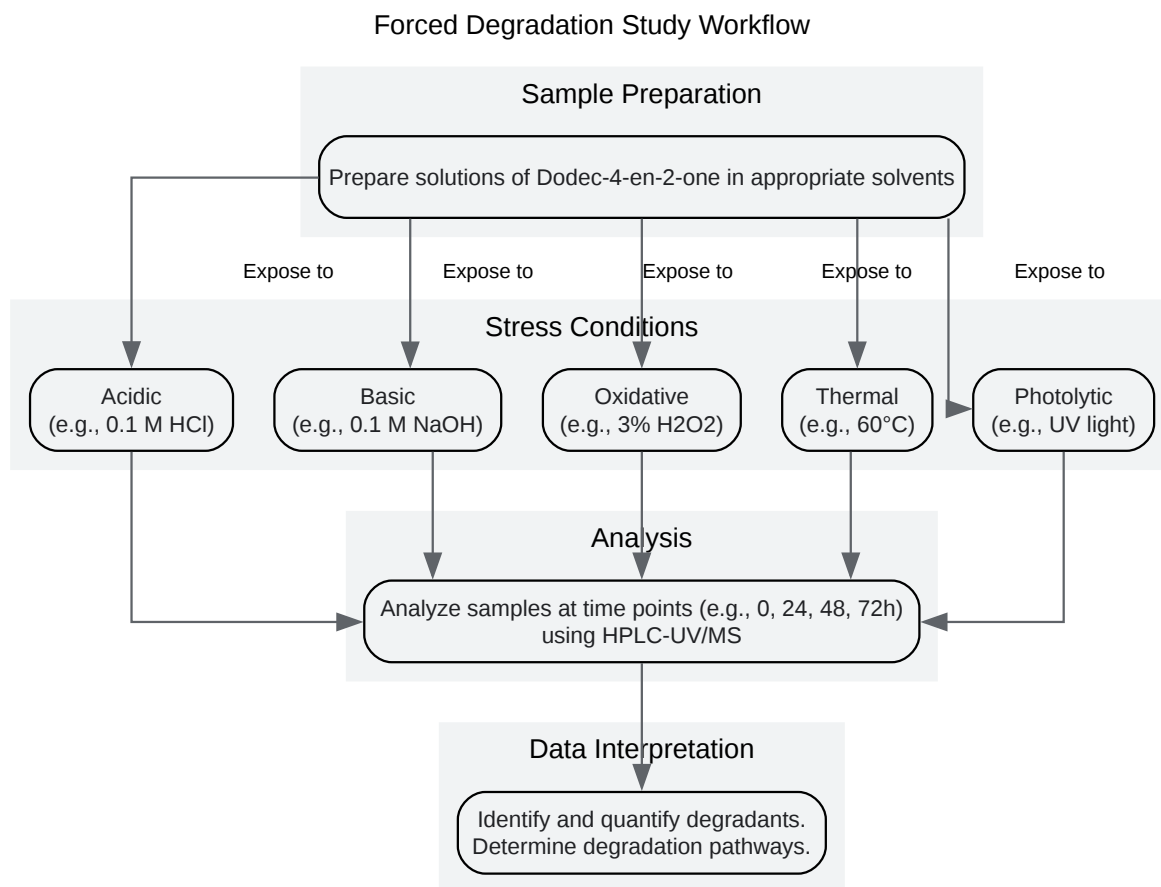 Forced Degradation Study Workflow
Sample Preparation
Prepare solutions of Dodec-4-en-2-one in appropriate solvents
Expose to
Expose to
Expose to
Expose to
Expose to
Stress Conditions
Acidic
(e.g., 0.1 M HCl)
Basic
(e.g., 0.1 M NaOH)
Oxidative
(e.g., 3% H2O2)
Thermal
(e.g., 60°C)
Photolytic
(e.g., UV light)
Analysis
Analyze samples at time points (e.g., 0, 24, 48, 72h)
using HPLC-UV/MS
Data Interpretation
Identify and quantify degradants.
Determine degradation pathways.